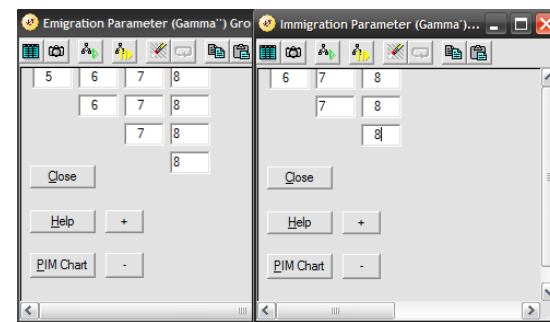 Emigration Parameter (Gamma'') Gro
5 6 7 8
6 7 8
7 8
8
Close
Help +
PIM Chart -
Immigration Parameter (Gamma')...
6 7 8
7 8
8
Close
Help +
PIM Chart -